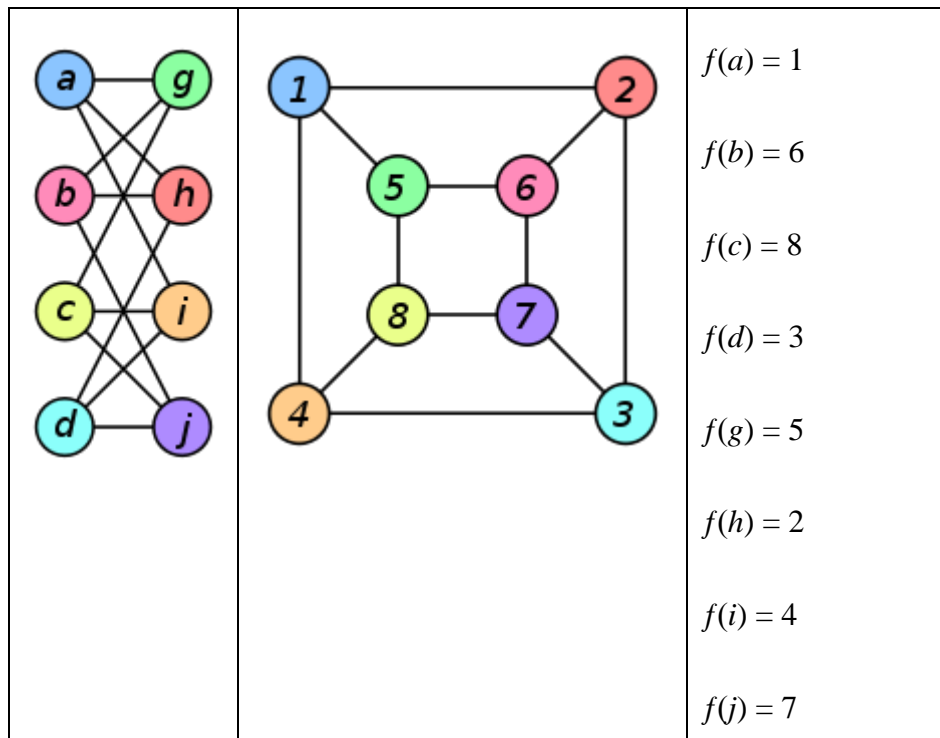 a g
b h
c i
d j
1 2
5 6
8 7
4 3
f(a) = 1
f(b) = 6
f(c) = 8
f(d) = 3
f(g) = 5
f(h) = 2
f(i) = 4
f(j) = 7